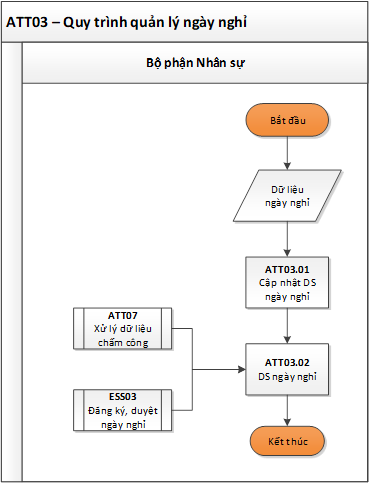 ATT03 – Quy trình quản lý ngày nghỉ
Bộ phận Nhân sự
Bắt đầu
Dữ liệu
ngày nghỉ
ATT03.01
Cập nhật DS
ngày nghỉ
ATT07
Xử lý dữ liệu
chấm công
ATT03.02
DS ngày nghỉ
ESS03
Đăng ký, duyệt
ngày nghỉ
Kết thúc